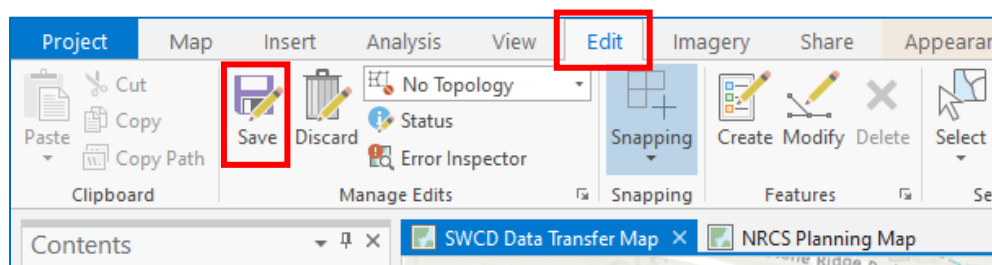 Project Map Insert Analysis View Edit Imagery Share Appearan
Cut
Copy
Copy Path
Paste
Clipboard
Save Discard
No Topology
Status
Error Inspector
Manage Edits
Snapping
Snapping
Create Modify Delete
Features
Select
Se
Contents
SWCD Data Transfer Map
NRCS Planning Map